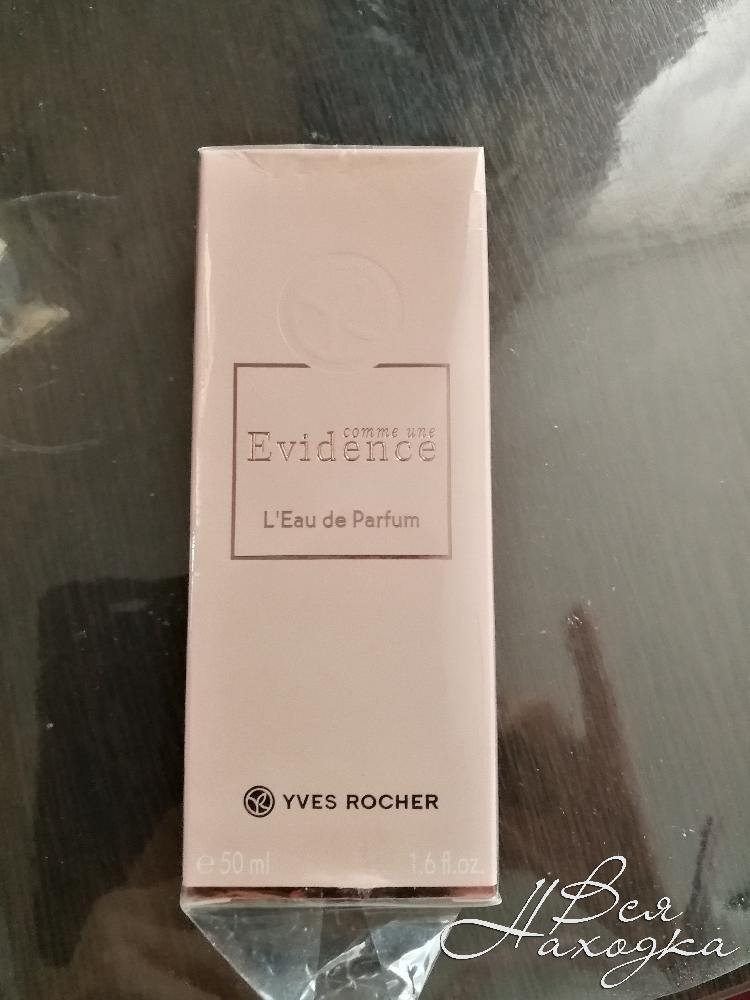 comme une
Evidence
L'Eau de Parfum
YVES ROCHER
e 50 ml 1.6 fl.oz.
Вся
Находка